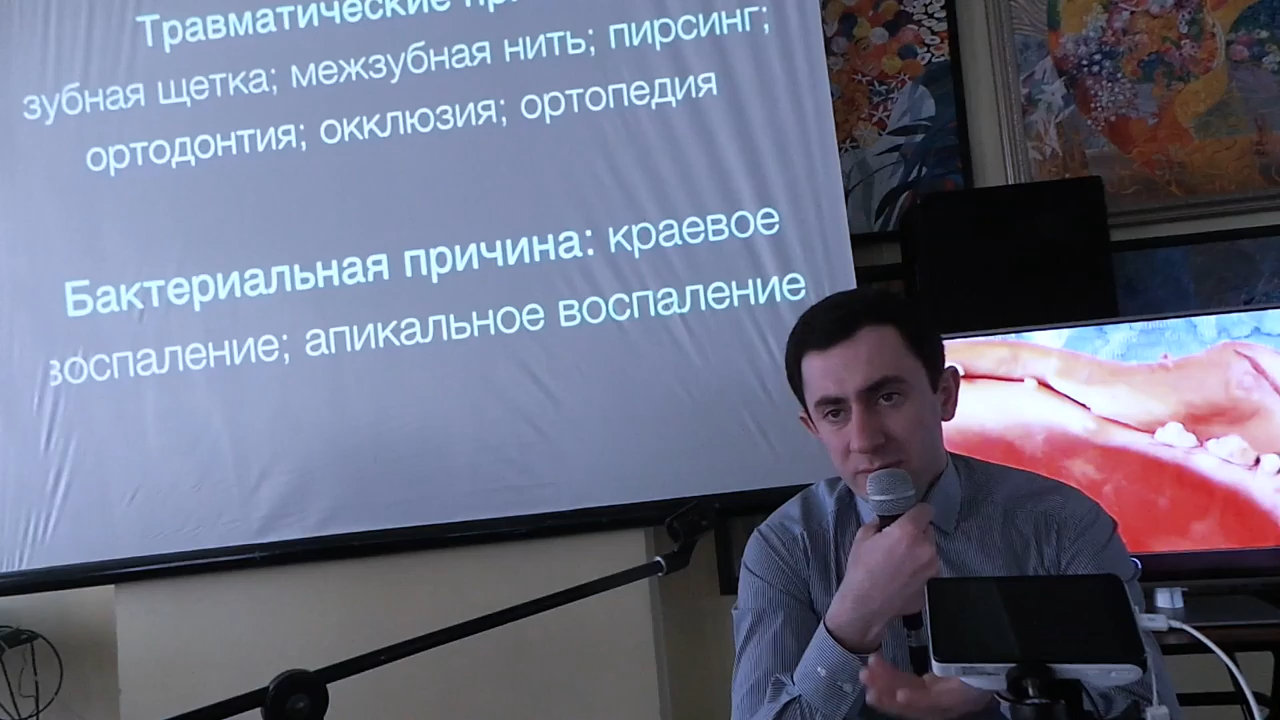 Травматические
зубная щетка; межзубная нить; пирсинг;
ортодонтия; окклюзия; ортопедия
Бактериальная причина: краевое
воспаление; апикальное воспаление